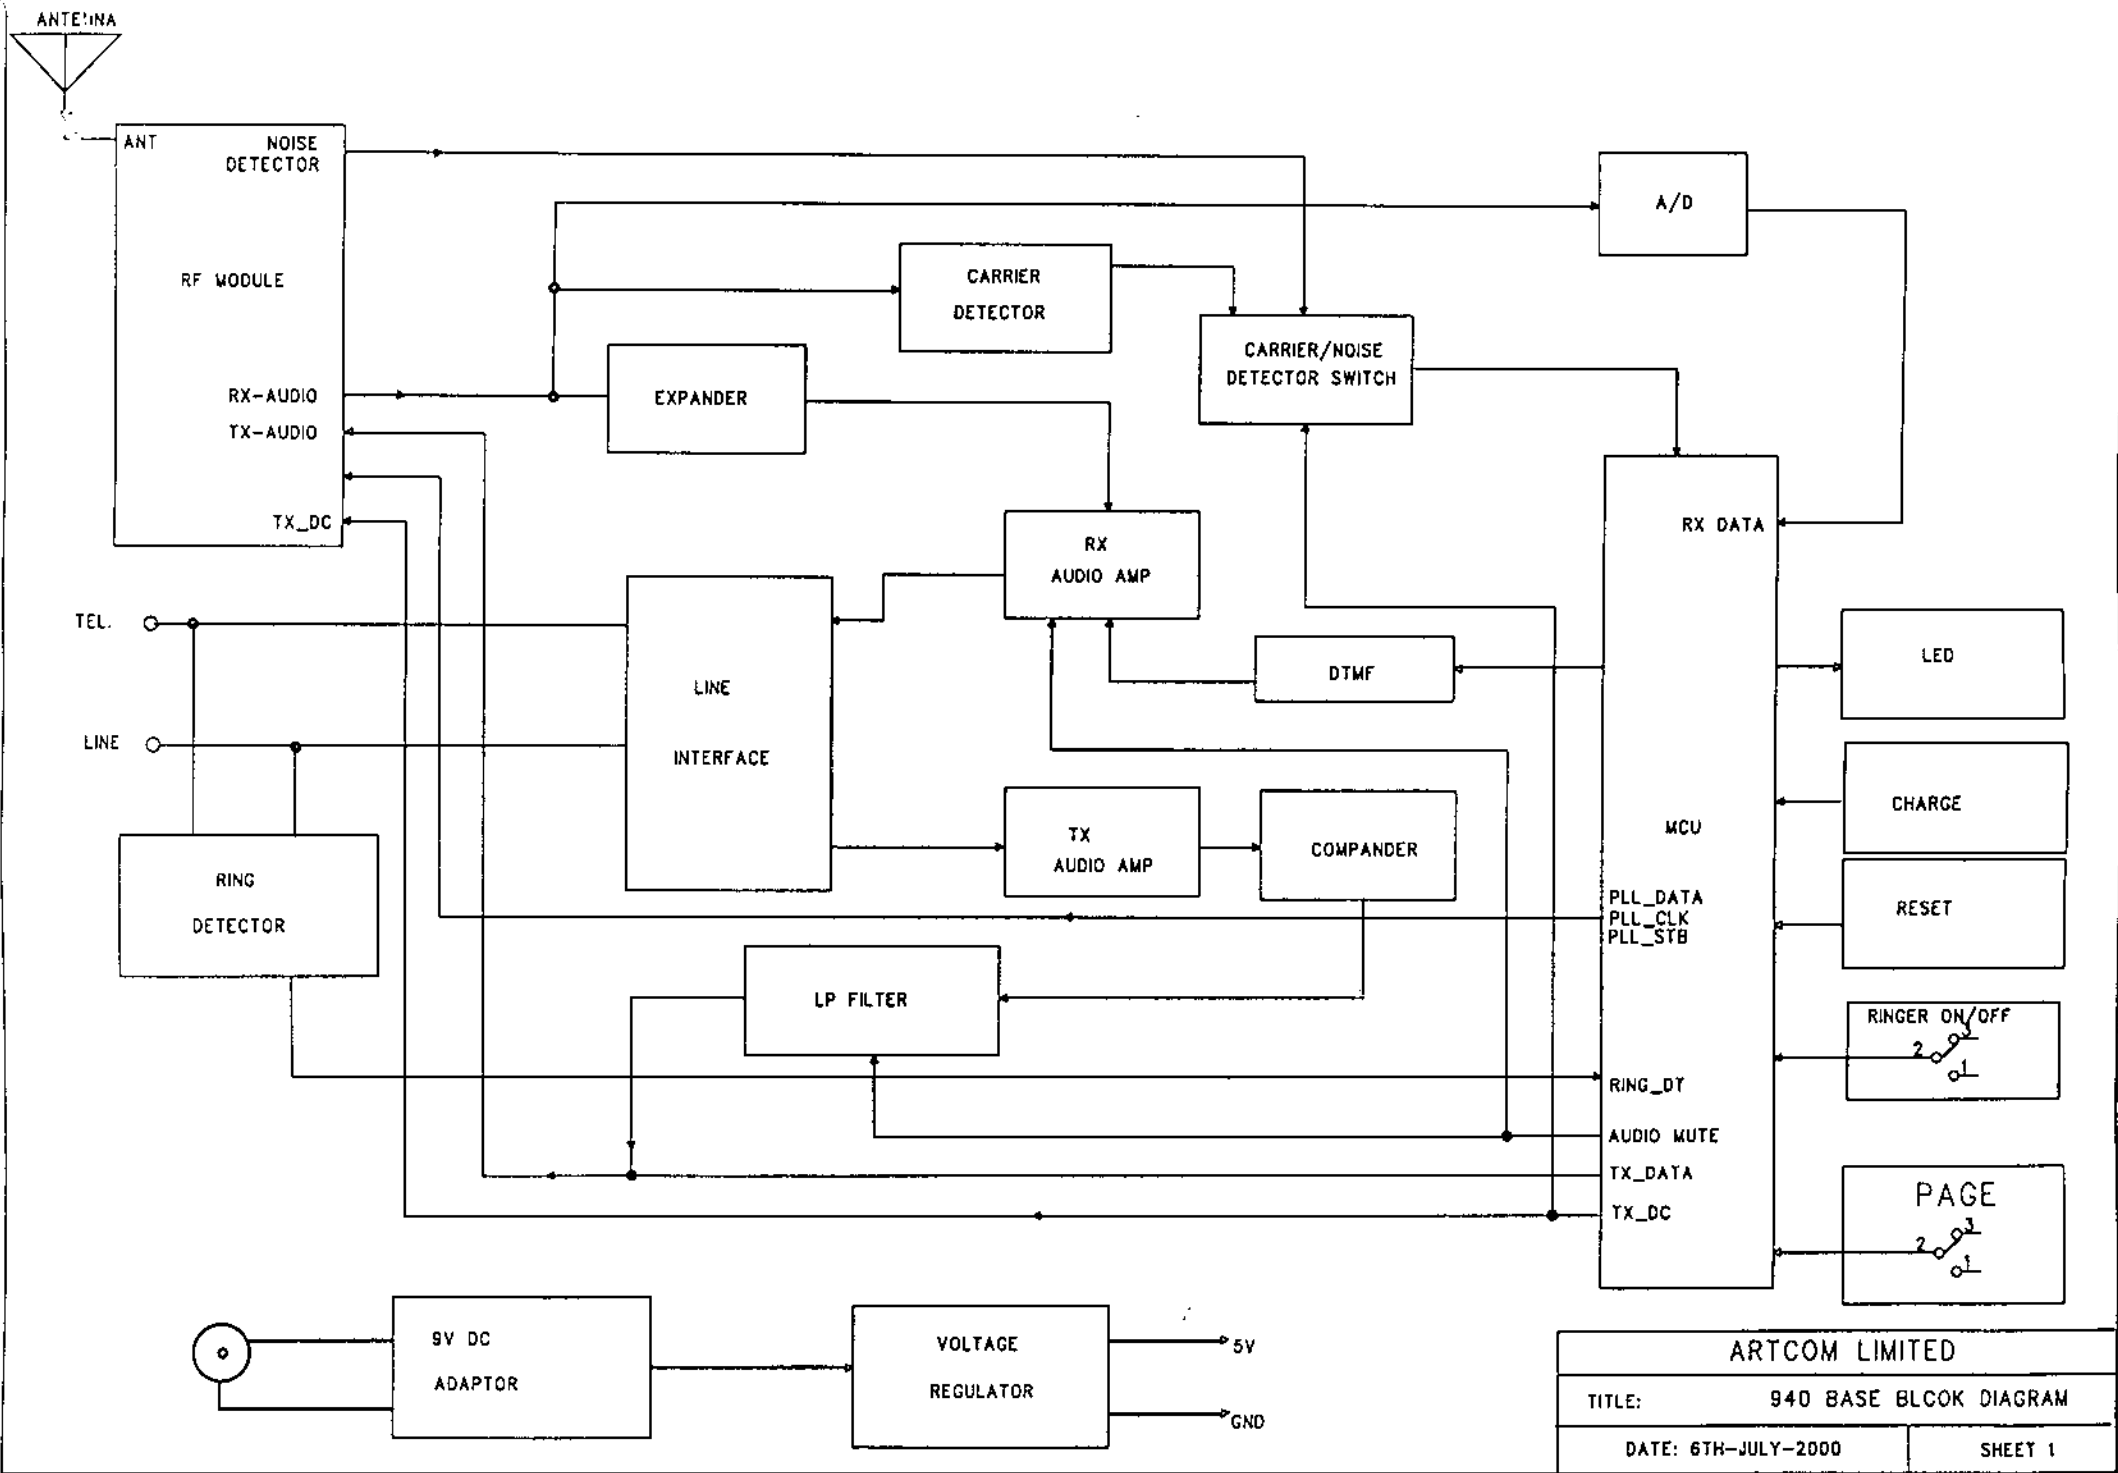 ANTENNA
ANT
NOISE
DETECTOR
RF MODULE
RX-AUDIO
TX-AUDIO
TX_DC
A/D
CARRIER
DETECTOR
CARRIER/NOISE
DETECTOR SWITCH
EXPANDER
RX
AUDIO AMP
RX DATA
TEL.
LINE
LINE
INTERFACE
DTMF
LED
CHARGE
MCU
TX
AUDIO AMP
COMPANDER
RING
DETECTOR
PLL_DATA
PLL_CLK
PLL_STB
RESET
LP FILTER
RINGER ON/OFF
3
2
1
RING_DT
AUDIO MUTE
TX_DATA
TX_DC
PAGE
3
2
1
9V DC
ADAPTOR
VOLTAGE
REGULATOR
5V
GND
ARTCOM LIMITED
TITLE: 940 BASE BLCOK DIAGRAM
DATE: 6TH-JULY-2000 SHEET 1